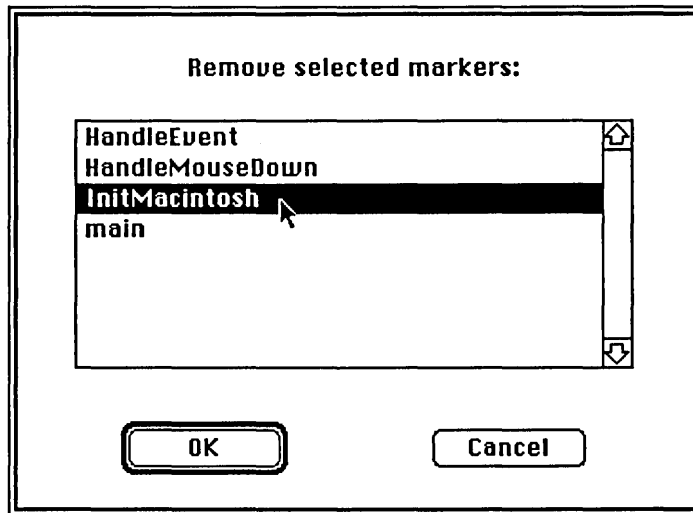 Remove selected markers:
HandleEvent
HandleMouseDown
InitMacintosh
main
OK
Cancel